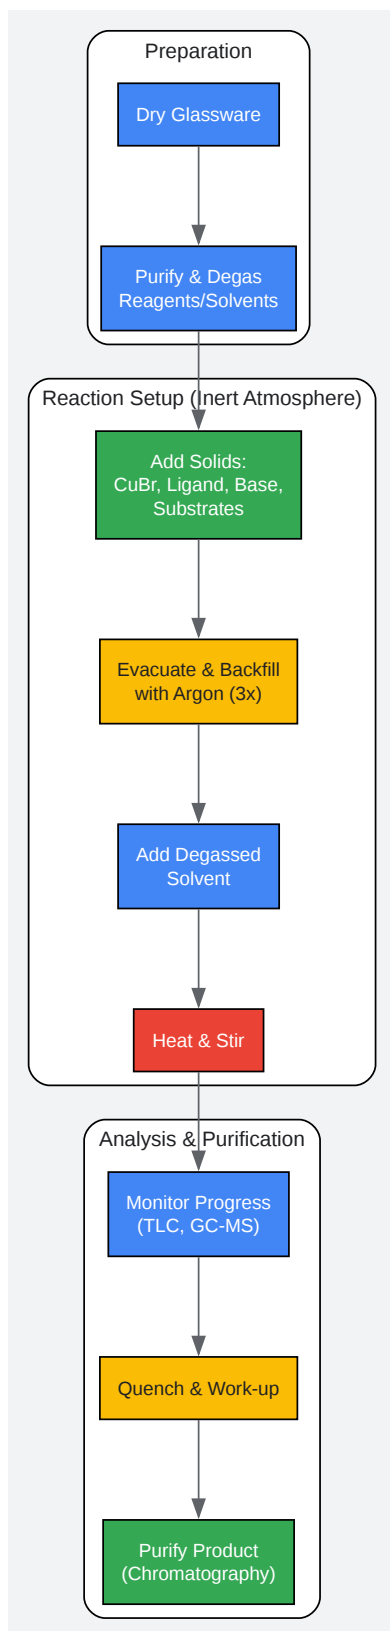 Preparation
Dry Glassware
Purify & Degas
Reagents/Solvents
Reaction Setup (Inert Atmosphere)
Add Solids:
CuBr, Ligand, Base,
Substrates
Evacuate & Backfill
with Argon (3x)
Add Degassed
Solvent
Heat & Stir
Analysis & Purification
Monitor Progress
(TLC, GC-MS)
Quench & Work-up
Purify Product
(Chromatography)